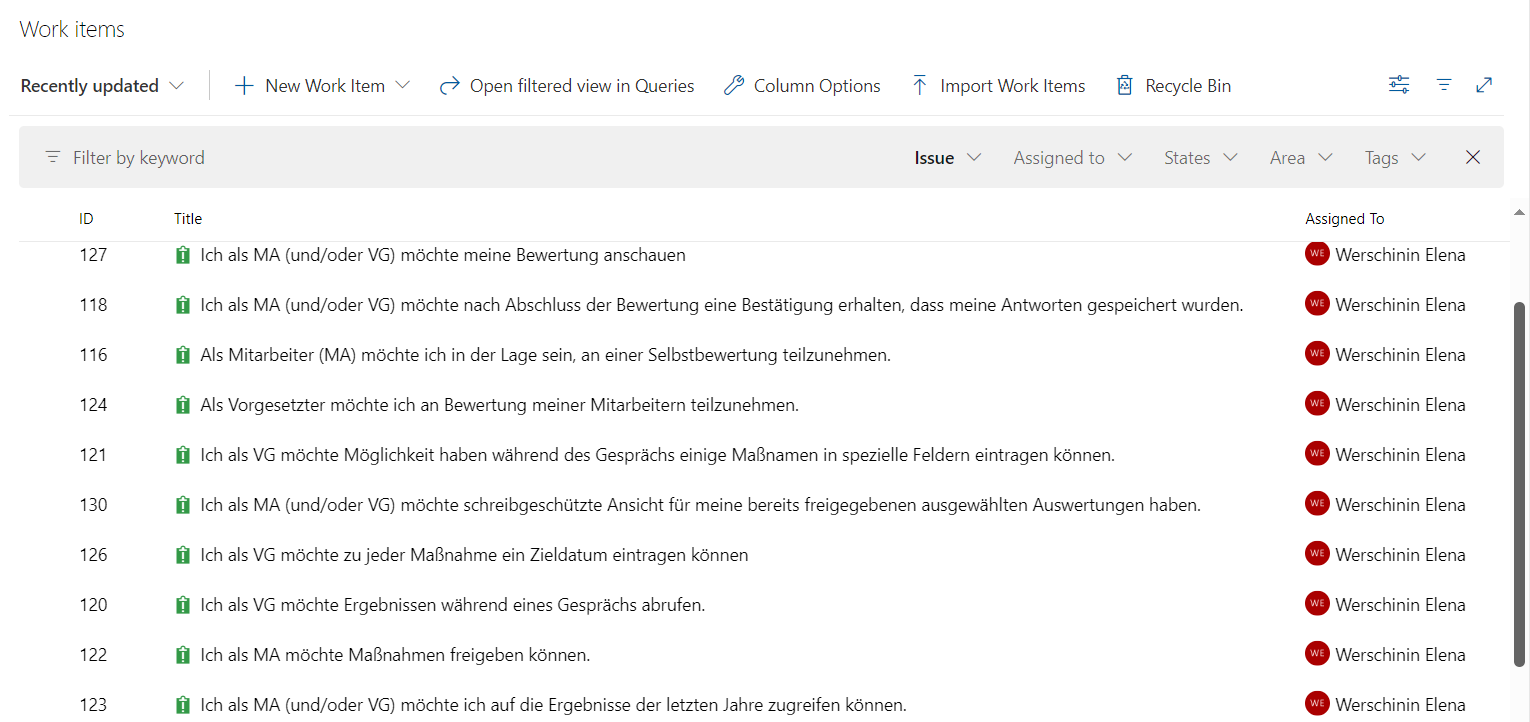 Work items
Recently updated New Work Item Open filtered view in Queries Column Options Import Work Items Recycle Bin
Filter by keyword Issue Assigned to States Area Tags
ID Title Assigned To
127 Ich als MA (und/oder VG) möchte meine Bewertung anschauen WE Werschinin Elena
118 Ich als MA (und/oder VG) möchte nach Abschluss der Bewertung eine Bestätigung erhalten, dass meine Antworten gespeichert wurden. WE Werschinin Elena
116 Als Mitarbeiter (MA) möchte ich in der Lage sein, an einer Selbstbewertung teilzunehmen. WE Werschinin Elena
124 Als Vorgesetzter möchte ich an Bewertung meiner Mitarbeitern teilzunehmen. WE Werschinin Elena
121 Ich als VG möchte Möglichkeit haben während des Gesprächs einige Maßnamen in spezielle Feldern eintragen können. WE Werschinin Elena
130 Ich als MA (und/oder VG) möchte schreibgeschützte Ansicht für meine bereits freigegebenen ausgewählten Auswertungen haben. WE Werschinin Elena
126 Ich als VG möchte zu jeder Maßnahme ein Zieldatum eintragen können WE Werschinin Elena
120 Ich als VG möchte Ergebnissen während eines Gesprächs abrufen. WE Werschinin Elena
122 Ich als MA möchte Maßnahmen freigeben können. WE Werschinin Elena
123 Ich als MA (und/oder VG) möchte ich auf die Ergebnisse der letzten Jahre zugreifen können. WE Werschinin Elena